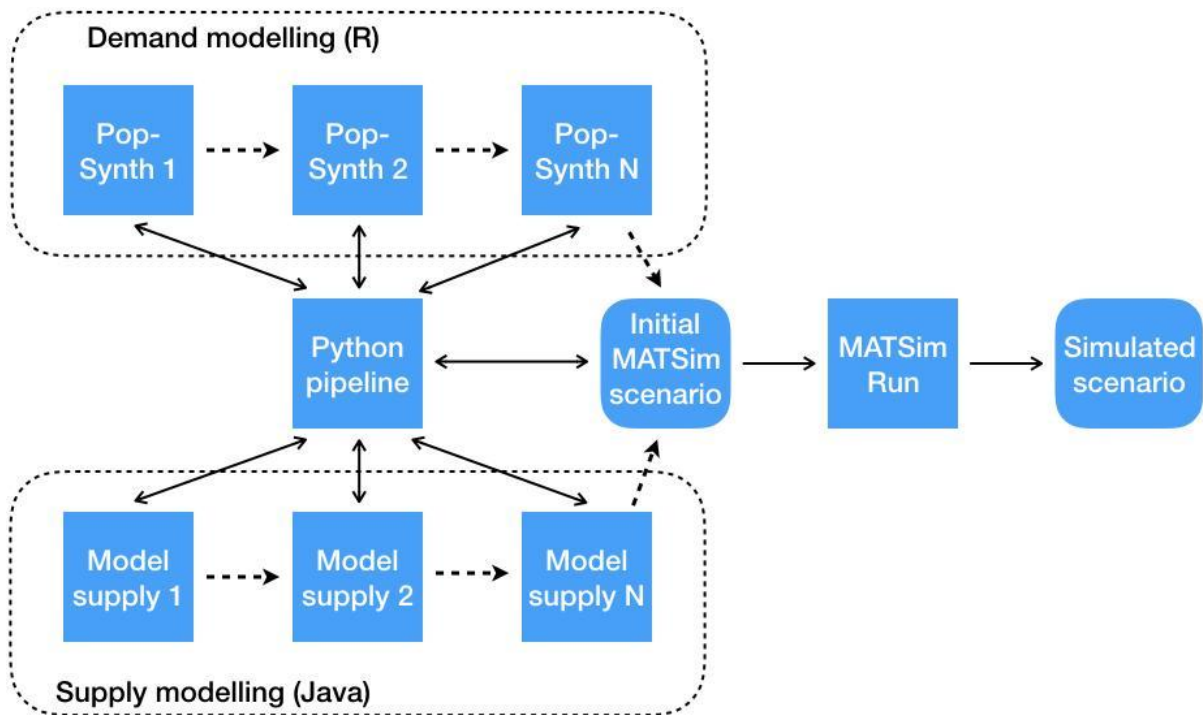 Demand modelling (R)
Pop-
Synth 1
Pop-
Synth 2
Pop-
Synth N
Python
pipeline
Initial
MATSim
scenario
MATSim
Run
Simulated
scenario
Model
supply 1
Model
supply 2
Model
supply N
Supply modelling (Java)